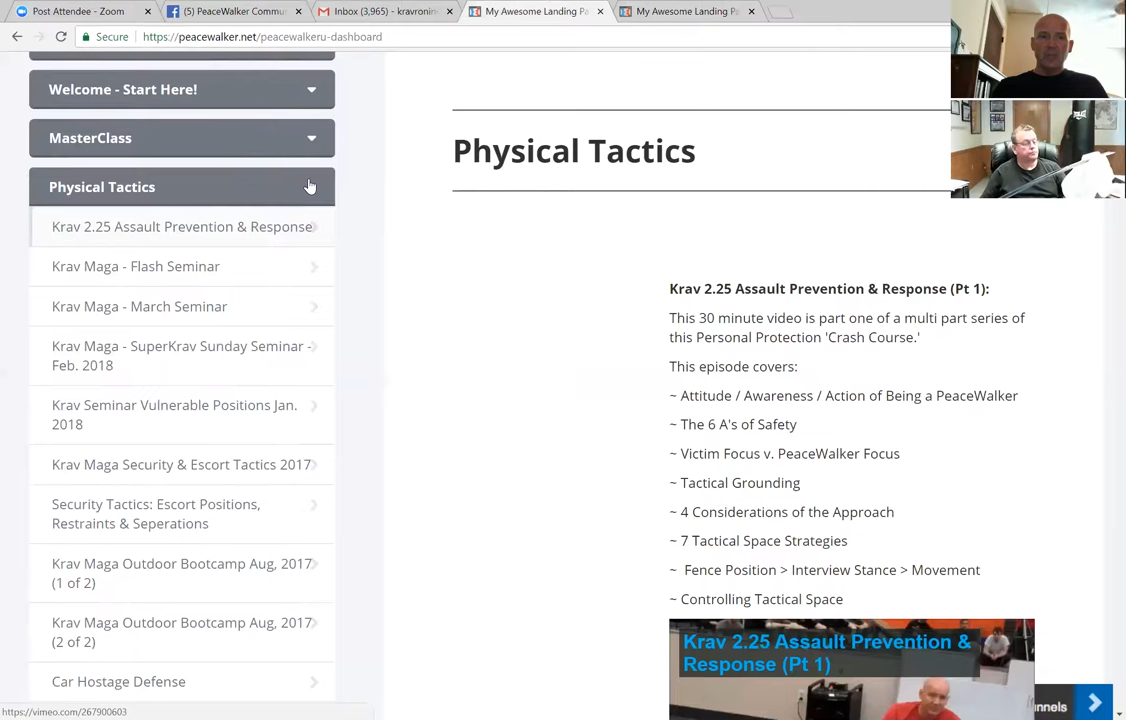 Post Attendee - Zoom
(5) PeaceWalker Commu
Inbox (3,965) - kravronin
My Awesome Landing Pa
My Awesome Landing Pa
Secure
https://peacewalker.net/peacewalkeru-dashboard
Welcome - Start Here!
MasterClass
Physical Tactics
Krav 2.25 Assault Prevention & Response
Krav Maga - Flash Seminar
Krav Maga - March Seminar
Krav Maga - SuperKrav Sunday Seminar -
Feb. 2018
Krav Seminar Vulnerable Positions Jan.
2018
Krav Maga Security & Escort Tactics 2017
Security Tactics: Escort Positions,
Restraints & Seperations
Krav Maga Outdoor Bootcamp Aug, 2017
(1 of 2)
Krav Maga Outdoor Bootcamp Aug, 2017
(2 of 2)
Car Hostage Defense
https://vimeo.com/267900603
Physical Tactics
Krav 2.25 Assault Prevention & Response (Pt 1):
This 30 minute video is part one of a multi part series of
this Personal Protection 'Crash Course.'
This episode covers:
~ Attitude / Awareness / Action of Being a PeaceWalker
~ The 6 A's of Safety
~ Victim Focus v. PeaceWalker Focus
~ Tactical Grounding
~ 4 Considerations of the Approach
~ 7 Tactical Space Strategies
~ Fence Position > Interview Stance > Movement
~ Controlling Tactical Space
Krav 2.25 Assault Prevention &
Response (Pt 1)
nnels